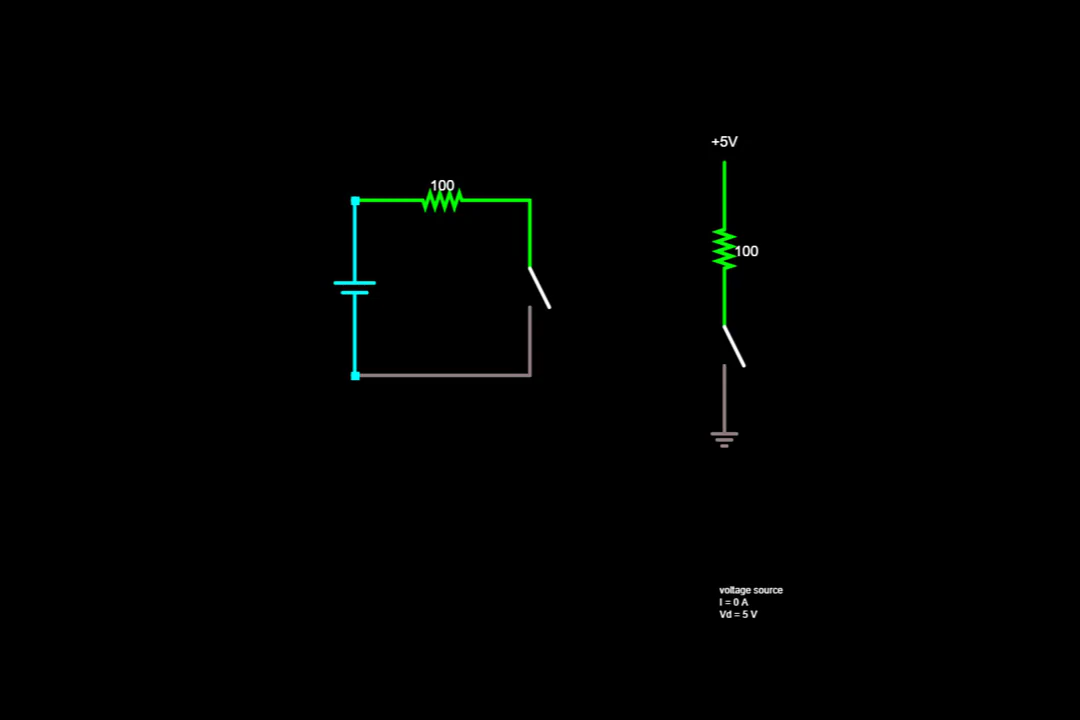 +5V
100
100
voltage source
I = 0 A
Vd = 5 V